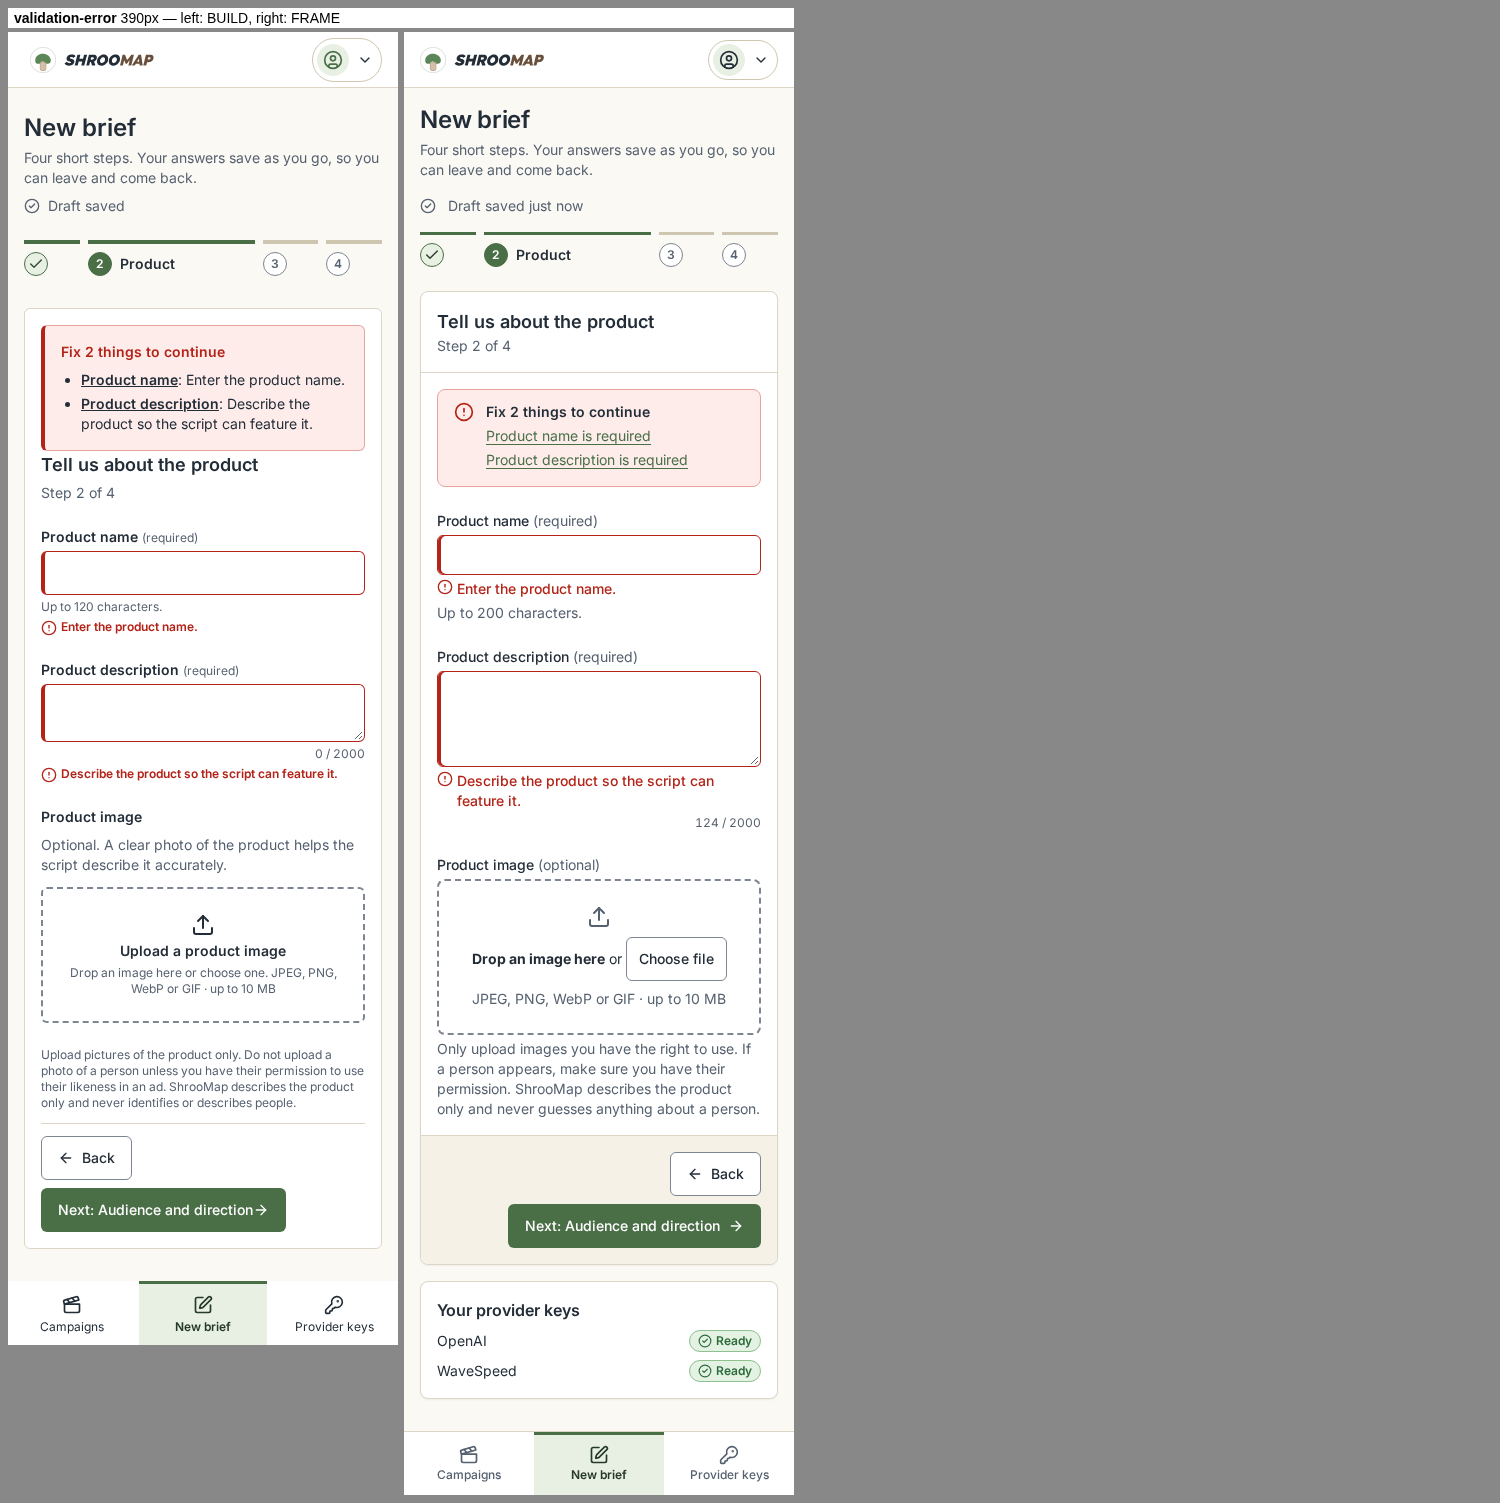 validation-error 390px — left: BUILD, right: FRAME
SHROOMAP
New brief
Four short steps. Your answers save as you go, so you
can leave and come back.
Draft saved
2 Product 3 4
Fix 2 things to continue
• Product name: Enter the product name.
• Product description: Describe the
product so the script can feature it.
Tell us about the product
Step 2 of 4
Product name (required)
Up to 120 characters.
Enter the product name.
Product description (required)
0 / 2000
Describe the product so the script can feature it.
Product image
Optional. A clear photo of the product helps the
script describe it accurately.
Upload a product image
Drop an image here or choose one. JPEG, PNG,
WebP or GIF · up to 10 MB
Upload pictures of the product only. Do not upload a
photo of a person unless you have their permission to use
their likeness in an ad. ShrooMap describes the product
only and never identifies or describes people.
Back
Next: Audience and direction
Campaigns New brief Provider keys
SHROOMAP
New brief
Four short steps. Your answers save as you go, so you
can leave and come back.
Draft saved just now
2 Product 3 4
Tell us about the product
Step 2 of 4
Fix 2 things to continue
Product name is required
Product description is required
Product name (required)
Enter the product name.
Up to 200 characters.
Product description (required)
Describe the product so the script can
feature it.
124 / 2000
Product image (optional)
Drop an image here or Choose file
JPEG, PNG, WebP or GIF · up to 10 MB
Only upload images you have the right to use. If
a person appears, make sure you have their
permission. ShrooMap describes the product
only and never guesses anything about a person.
Back
Next: Audience and direction
Your provider keys
OpenAI Ready
WaveSpeed Ready
Campaigns New brief Provider keys